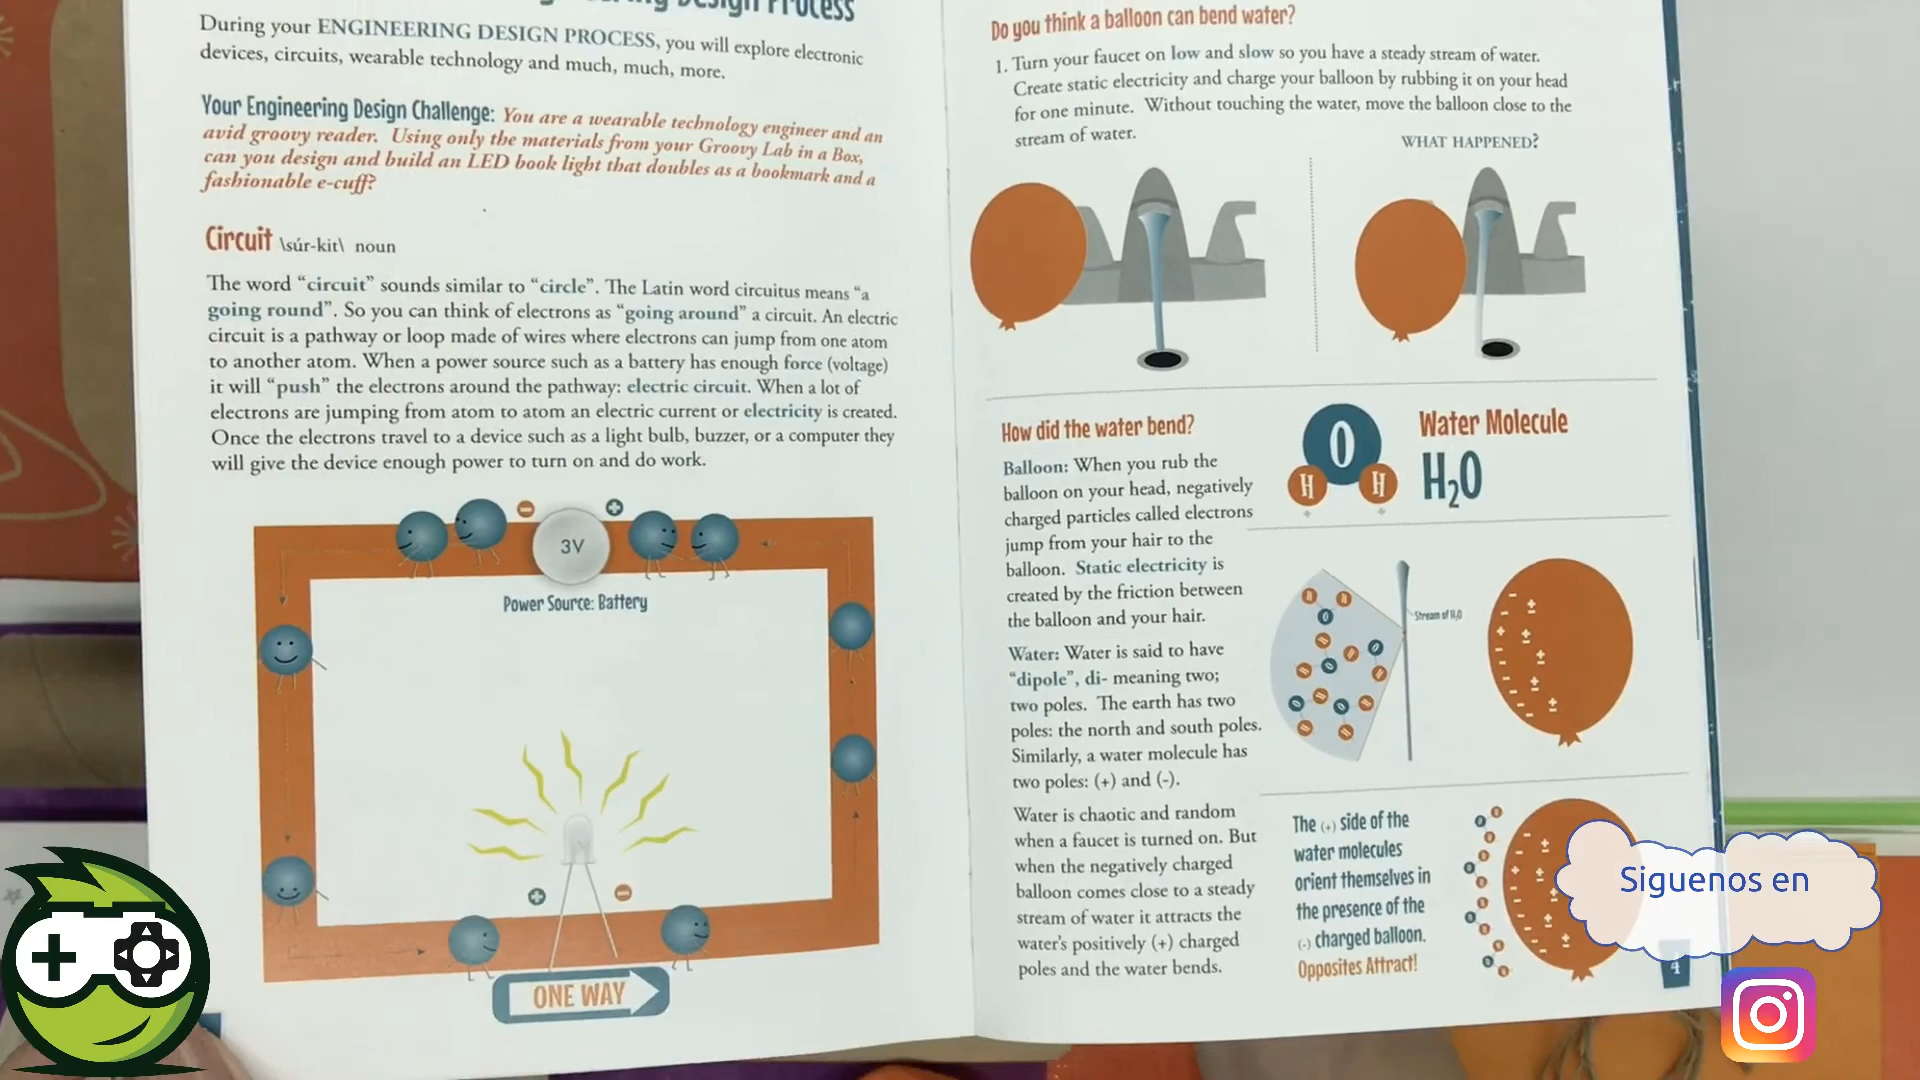 Design Process
During your ENGINEERING DESIGN PROCESS, you will explore electronic
devices, circuits, wearable technology and much, much, more.
Your Engineering Design Challenge: You are a wearable technology engineer and an
avid groovy reader. Using only the materials from your Groovy Lab in a Box,
can you design and build an LED book light that doubles as a bookmark and a
fashionable e-cuff?
Circuit \súr-kit\ noun
The word “circuit” sounds similar to “circle”. The Latin word circuitus means “a
going round”. So you can think of electrons as “going around” a circuit. An electric
circuit is a pathway or loop made of wires where electrons can jump from one atom
to another atom. When a power source such as a battery has enough force (voltage)
it will “push” the electrons around the pathway: electric circuit. When a lot of
electrons are jumping from atom to atom an electric current or electricity is created.
Once the electrons travel to a device such as a light bulb, buzzer, or a computer they
will give the device enough power to turn on and do work.
3V
Power Source: Battery
ONE WAY
Do you think a balloon can bend water?
1. Turn your faucet on low and slow so you have a steady stream of water.
Create static electricity and charge your balloon by rubbing it on your head
for one minute. Without touching the water, move the balloon close to the
stream of water.
WHAT HAPPENED?
How did the water bend?
Balloon: When you rub the
balloon on your head, negatively
charged particles called electrons
jump from your hair to the
balloon. Static electricity is
created by the friction between
the balloon and your hair.
Water: Water is said to have
“dipole”, di- meaning two;
two poles. The earth has two
poles: the north and south poles.
Similarly, a water molecule has
two poles: (+) and (-).
Water is chaotic and random
when a faucet is turned on. But
when the negatively charged
balloon comes close to a steady
stream of water it attracts the
water’s positively (+) charged
poles and the water bends.
O
H H
Water Molecule
H₂O
Stream of H₂O
The (+) side of the
water molecules
orient themselves in
the presence of the
(-) charged balloon.
Opposites Attract!
4
Siguenos en